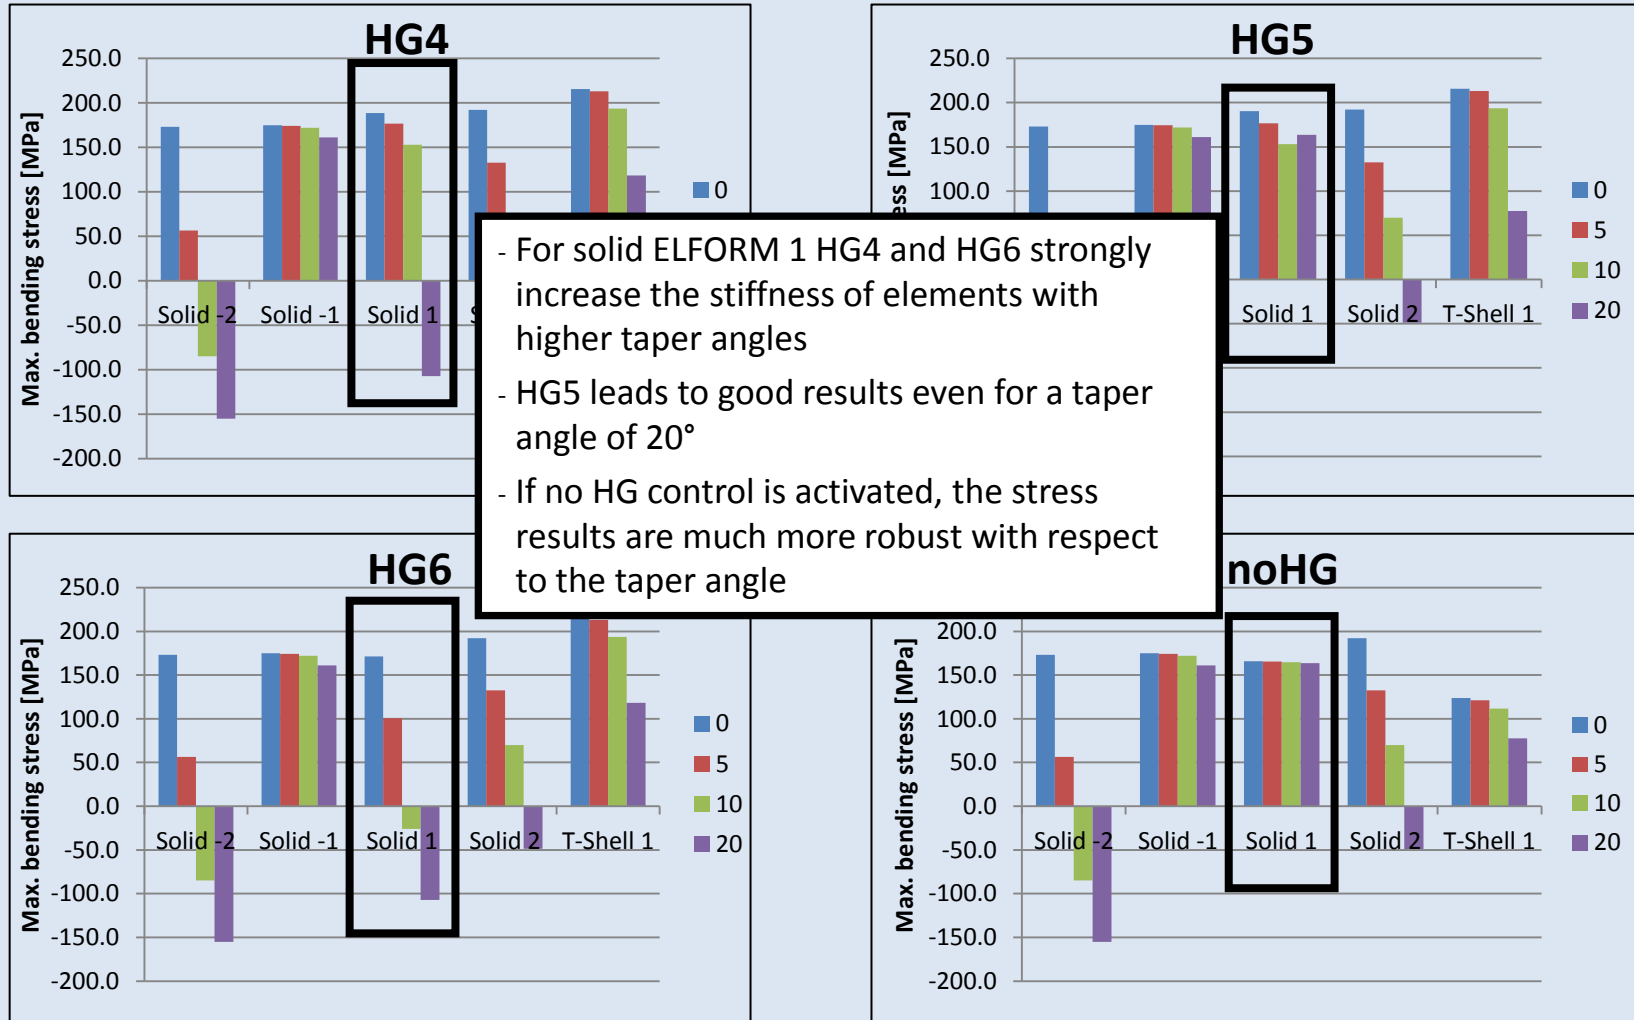 HG4
250.0
200.0
150.0
100.0
50.0
0.0
-50.0
-100.0
-150.0
-200.0
Max. bending stress [MPa]
Solid -2 Solid -1 Solid 1
0
HG5
250.0
200.0
150.0
100.0
[MPa]
Solid 1 Solid 2 T-Shell 1
0
5
10
20
- For solid ELFORM 1 HG4 and HG6 strongly
increase the stiffness of elements with
higher taper angles
- HG5 leads to good results even for a taper
angle of 20°
- If no HG control is activated, the stress
results are much more robust with respect
to the taper angle
HG6
250.0
200.0
150.0
100.0
50.0
0.0
-50.0
-100.0
-150.0
-200.0
Max. bending stress [MPa]
Solid -2 Solid -1 Solid 1 Solid 2 T-Shell 1
0
5
10
20
noHG
200.0
150.0
100.0
50.0
0.0
-50.0
-100.0
-150.0
-200.0
Max. bending stress [MPa]
Solid -2 Solid -1 Solid 1 Solid 2 T-Shell 1
0
5
10
20